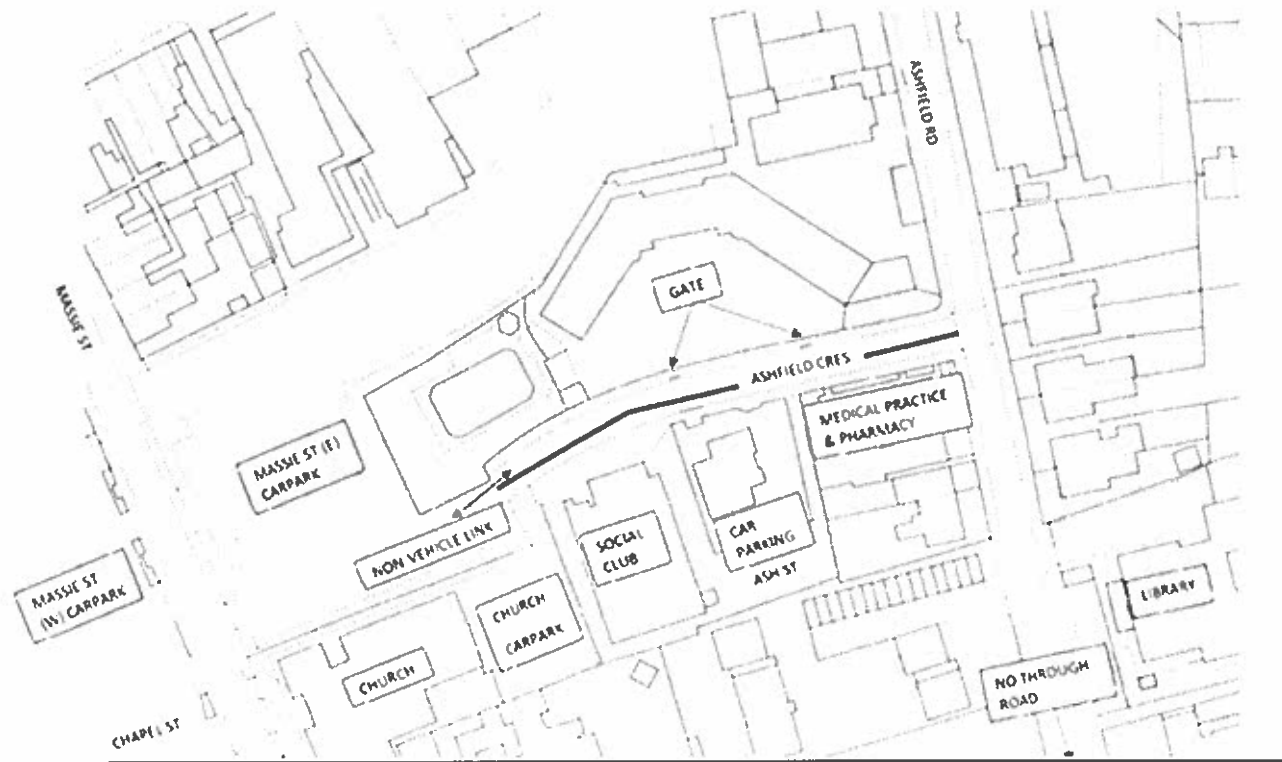 ASHFIELD RD
MASSIE ST
GATE
ASHFIELD CRES
MEDICAL PRACTICE
& PHARMACY
MASSIE ST (E)
CARPARK
NON VEHICLE LINK
SOCIAL
CLUB
CAR
PARKING
ASH ST
MASSIE ST
(W) CARPARK
CHURCH
CARPARK
LIBRARY
CHURCH
NO THROUGH
ROAD
CHAPEL ST